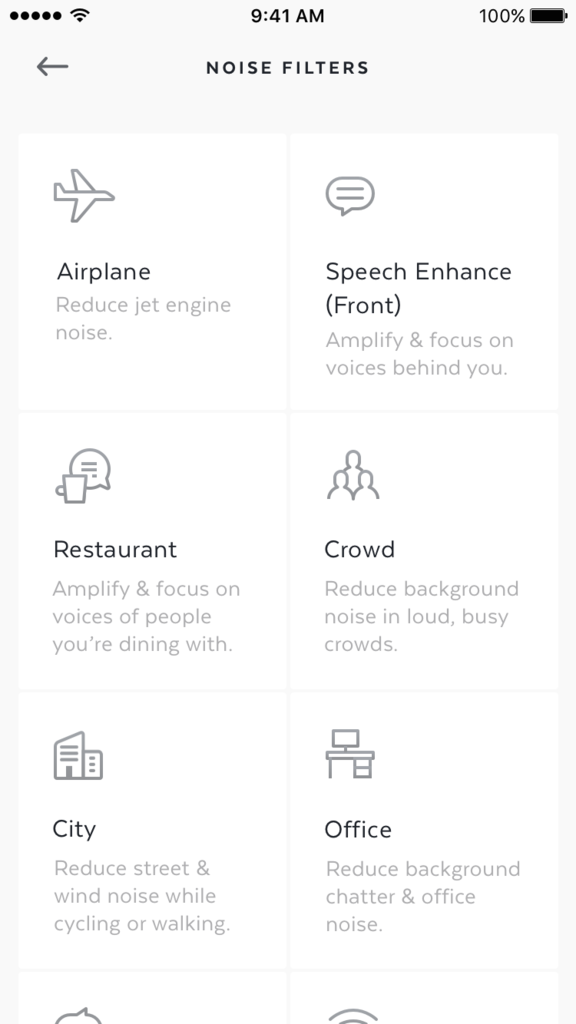 9:41 AM
100%
NOISE FILTERS
Airplane
Reduce jet engine
noise.
Speech Enhance
(Front)
Amplify & focus on
voices behind you.
Restaurant
Amplify & focus on
voices of people
you’re dining with.
Crowd
Reduce background
noise in loud, busy
crowds.
City
Reduce street &
wind noise while
cycling or walking.
Office
Reduce background
chatter & office
noise.